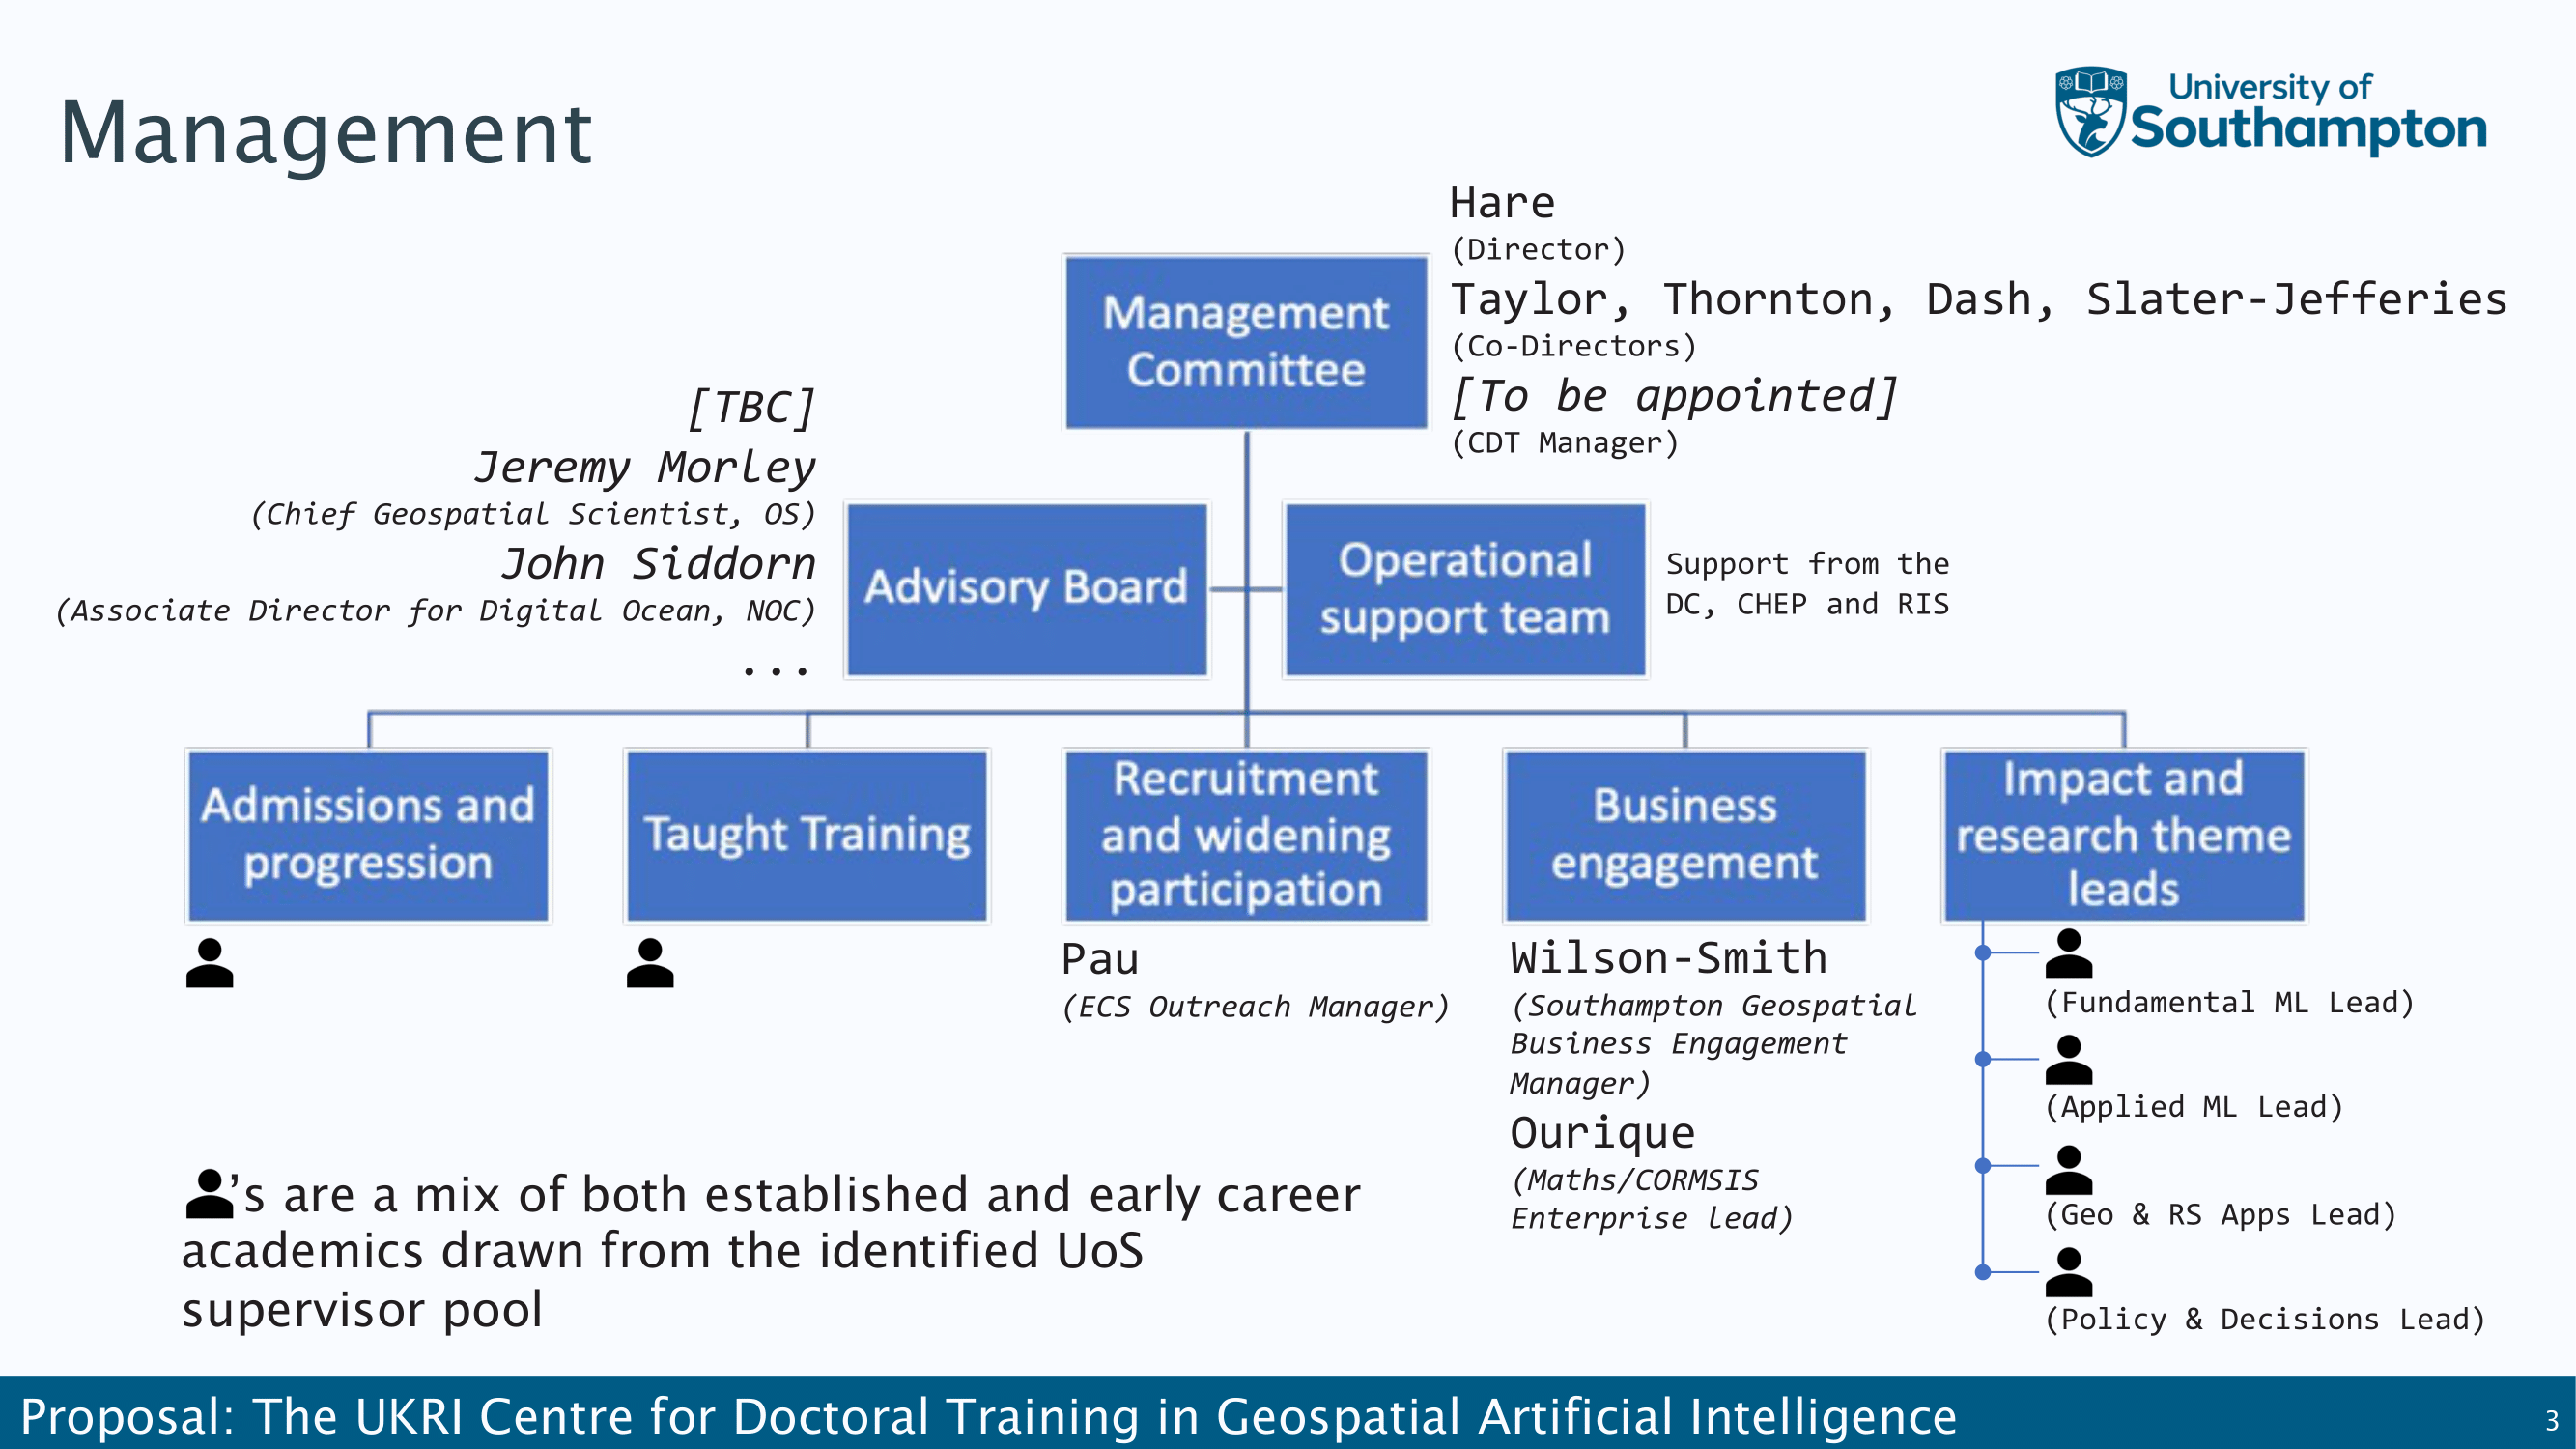 Management
University of
Southampton
Hare
(Director)
Taylor, Thornton, Dash, Slater-Jefferies
(Co-Directors)
[To be appointed]
(CDT Manager)
Management
Committee
[TBC]
Jeremy Morley
(Chief Geospatial Scientist, OS)
John Siddorn
(Associate Director for Digital Ocean, NOC)
...
Advisory Board
Operational
support team
Support from the
DC, CHEP and RIS
Admissions and
progression
Taught Training
Recruitment
and widening
participation
Pau
(ECS Outreach Manager)
Business
engagement
Wilson-Smith
(Southampton Geospatial
Business Engagement
Manager)
Ourique
(Maths/CORMSIS
Enterprise lead)
Impact and
research theme
leads
(Fundamental ML Lead)
(Applied ML Lead)
(Geo & RS Apps Lead)
(Policy & Decisions Lead)
’s are a mix of both established and early career
academics drawn from the identified UoS
supervisor pool
Proposal: The UKRI Centre for Doctoral Training in Geospatial Artificial Intelligence
3